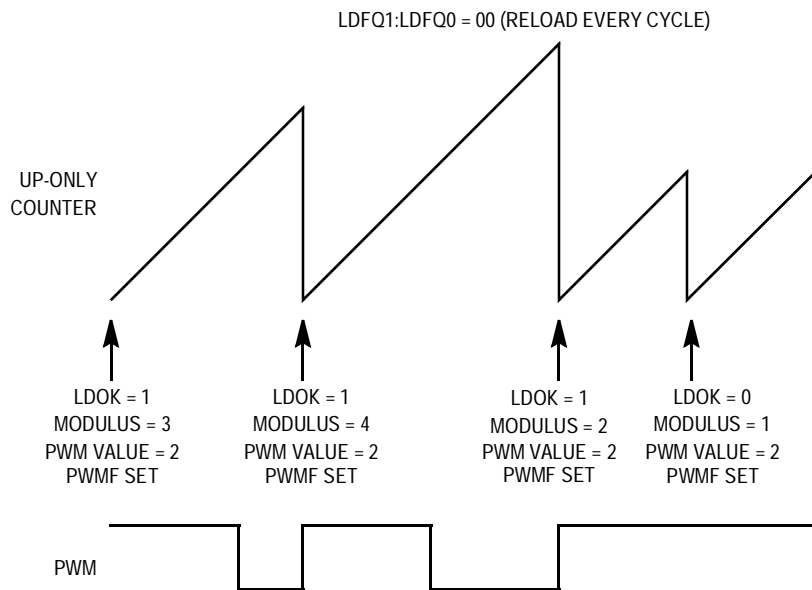 LDFQ1:LDFQ0 = 00 (RELOAD EVERY CYCLE)
UP-ONLY
COUNTER
LDOK = 1
MODULUS = 3
PWM VALUE = 2
PWMF SET
LDOK = 1
MODULUS = 4
PWM VALUE = 2
PWMF SET
LDOK = 1
MODULUS = 2
PWM VALUE = 2
PWMF SET
LDOK = 0
MODULUS = 1
PWM VALUE = 2
PWMF SET
PWM